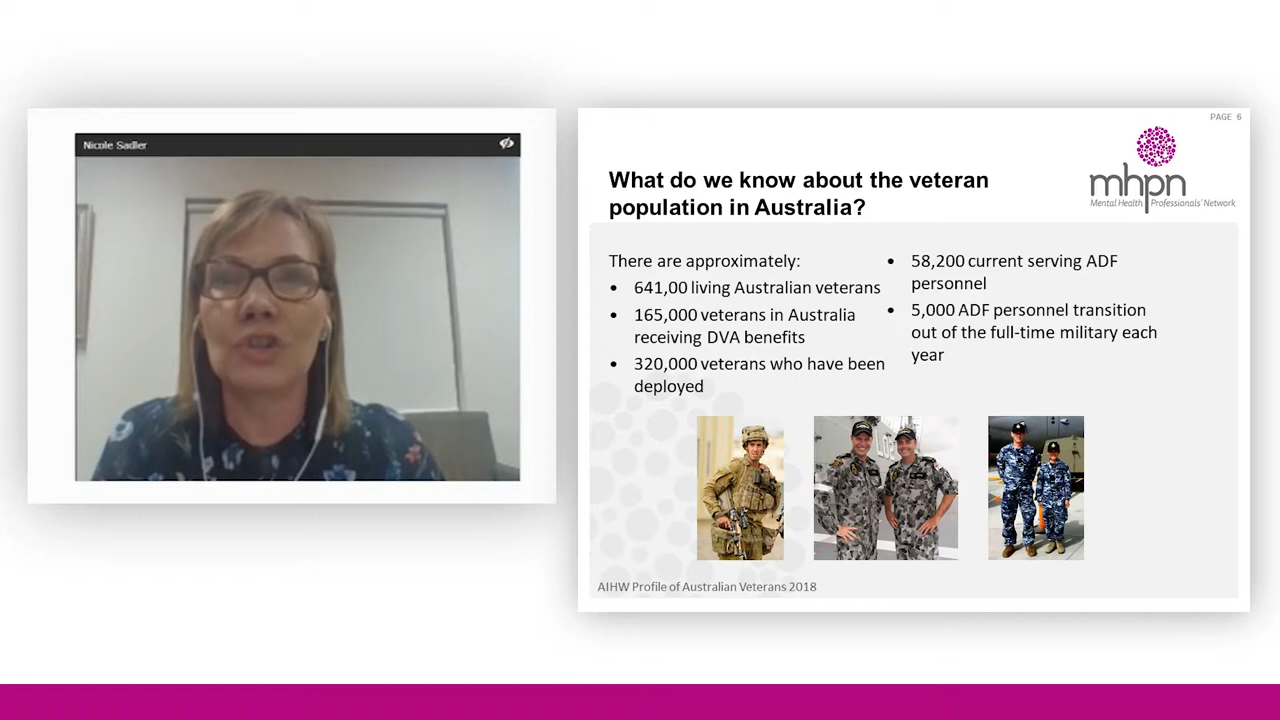 Nicole Sadler
PAGE 6
mhpn
Mental Health Professionals' Network
What do we know about the veteran
population in Australia?
There are approximately:
• 641,00 living Australian veterans
• 165,000 veterans in Australia
receiving DVA benefits
• 320,000 veterans who have been
deployed
• 58,200 current serving ADF
personnel
• 5,000 ADF personnel transition
out of the full-time military each
year
AIHW Profile of Australian Veterans 2018